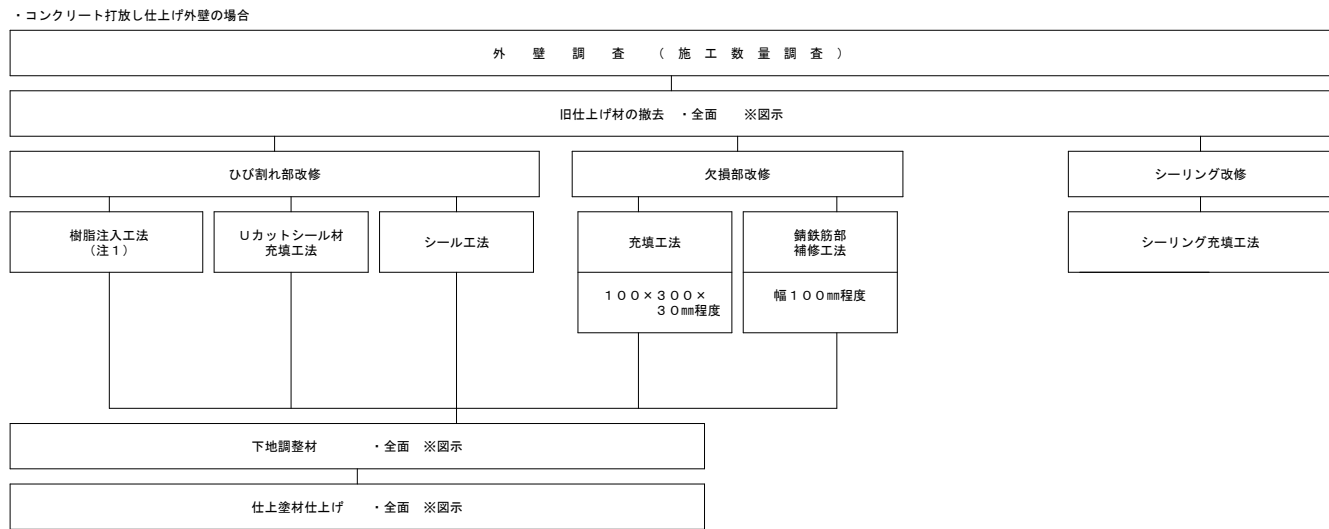 ・コンクリート打放し仕上げ外壁の場合
外　壁　調　査　（　施　工　数　量　調　査　）
旧仕上げ材の撤去　・全面　　※図示
ひび割れ部改修
欠損部改修
シーリング改修
樹脂注入工法
（注１）
Ｕカットシール材
充填工法
シール工法
充填工法
錆鉄筋部
補修工法
シーリング充填工法
１００×３００×
３０㎜程度
幅１００㎜程度
下地調整材　　　　・全面　※図示
仕上塗材仕上げ　　・全面　※図示